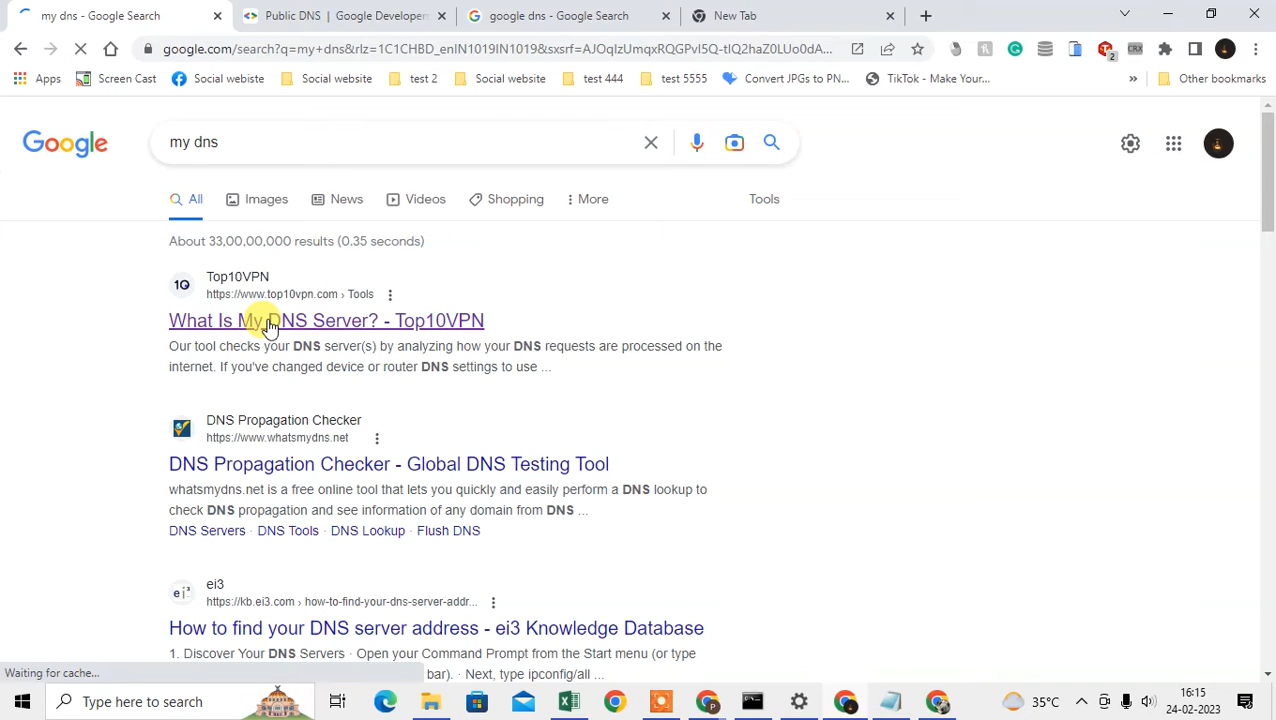 my dns - Google Search
Public DNS | Google Develope
google dns - Google Search
New Tab
google.com/search?q=my+dns&rlz=1C1CHBD_enIN1019IN1019&sxsrf=AJOqlzUmqxRQGPvI5Q-tIQ2haZ0LUo0dA...
Apps
Screen Cast
Social webiste
Social website
test 2
Social website
test 444
test 5555
Convert JPGs to PN...
TikTok - Make Your...
»
Other bookmarks
Google
my dns
All
Images
News
Videos
Shopping
More
Tools
About 33,00,00,000 results (0.35 seconds)
Top10VPN
https://www.top10vpn.com › Tools
What Is My DNS Server? - Top10VPN
Our tool checks your DNS server(s) by analyzing how your DNS requests are processed on the
internet. If you've changed device or router DNS settings to use ...
DNS Propagation Checker
https://www.whatsmydns.net
DNS Propagation Checker - Global DNS Testing Tool
whatsmydns.net is a free online tool that lets you quickly and easily perform a DNS lookup to
check DNS propagation and see information of any domain from DNS ...
DNS Servers · DNS Tools · DNS Lookup · Flush DNS
ei3
ei³
https://kb.ei3.com › how-to-find-your-dns-server-addr...
How to find your DNS server address - ei3 Knowledge Database
1. Discover Your DNS Servers · Open your Command Prompt from the Start menu (or type
bar). · Next, type ipconfig/all ...
Waiting for cache...
Type here to search
35°C
16:15
24-02-2023